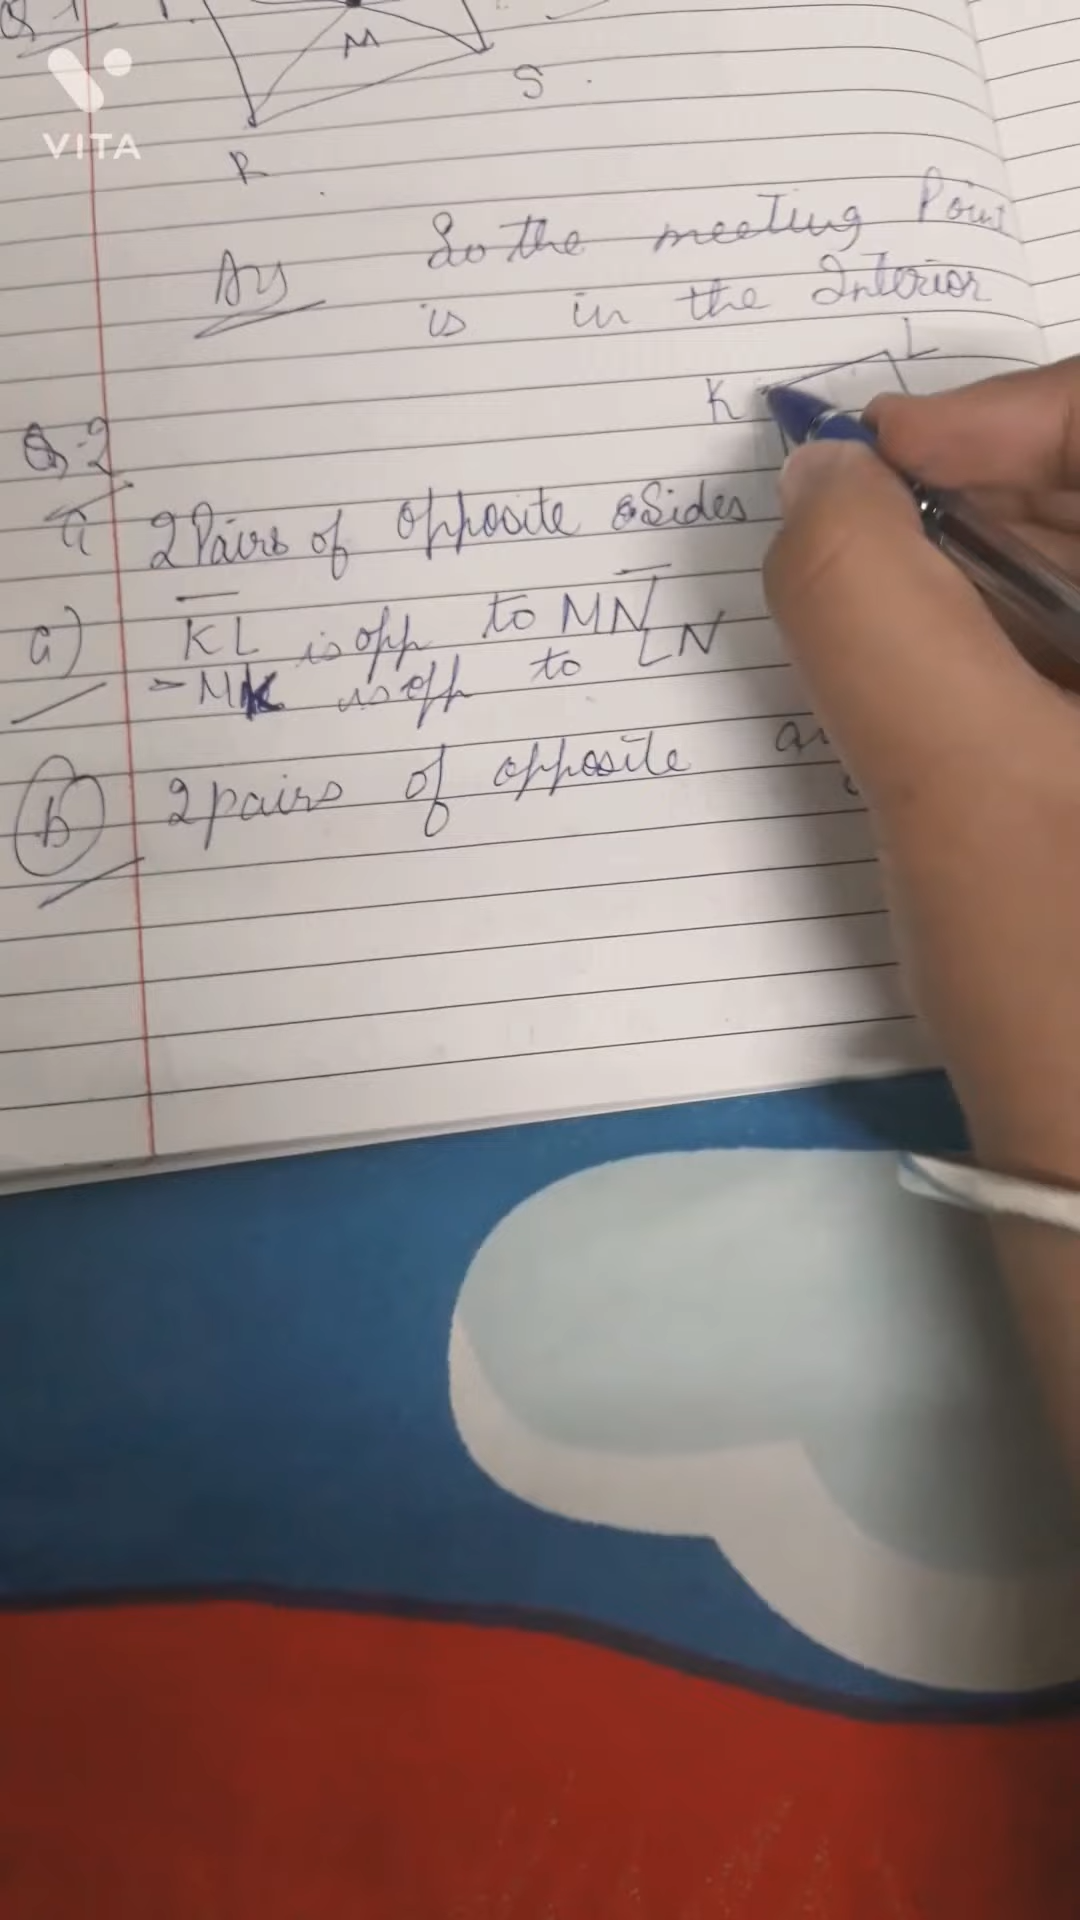 Q 1
M
S
VITA
R
So the meeting Point
is in the Interior
L
K
Q.2
2 Pairs of opposite Sides
a) KL is opp to MN
- MK is opp to LN
b 2 pairs of opposite